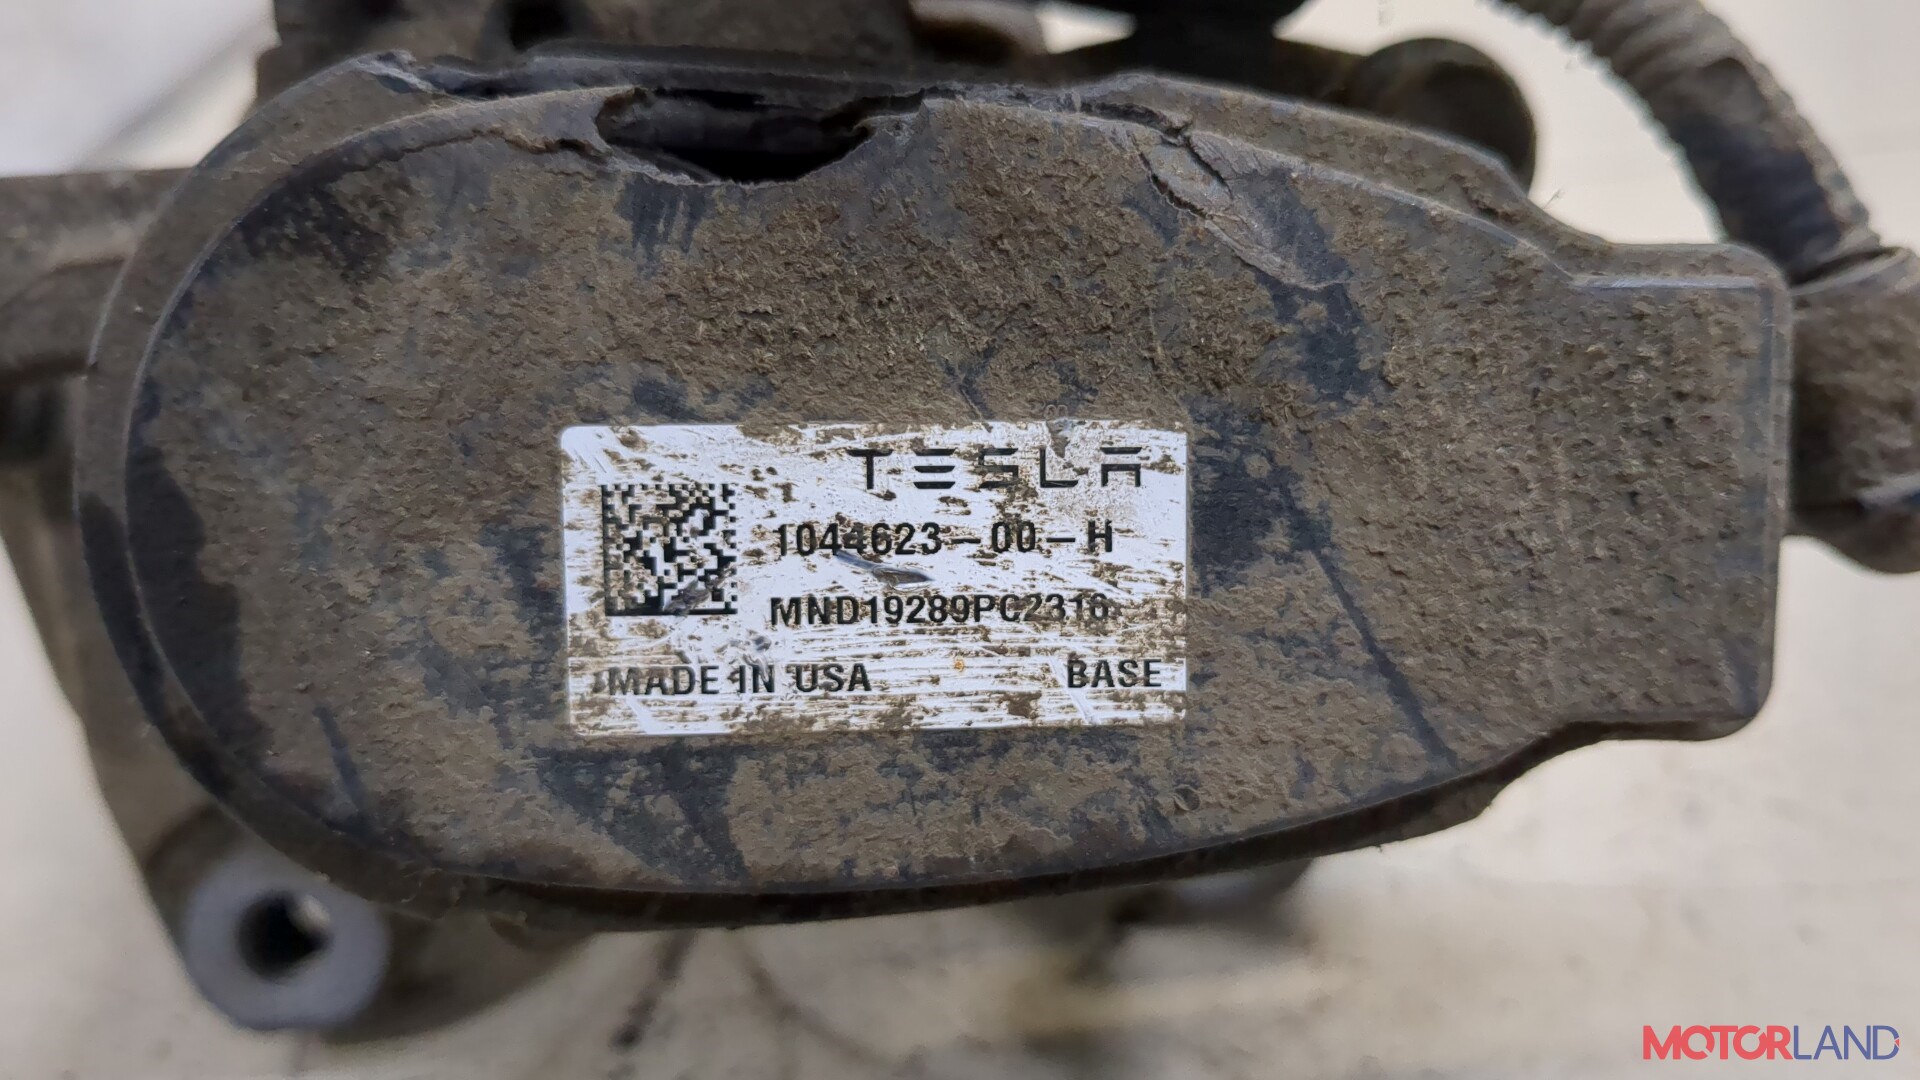 TESLA
1044623-00-H
MND19289PC2316
MADE IN USA
BASE
MOTORLAND